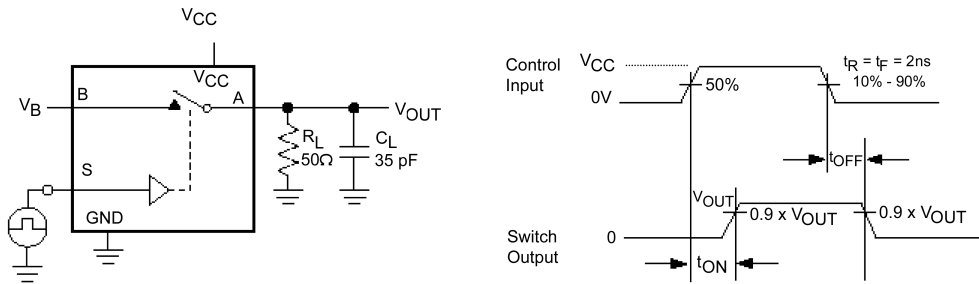 VCC
VCC
VB
B
A
VOUT
RL
50Ω
CL
35 pF
S
GND
Control
Input
VCC
0V
50%
tR = tF = 2ns
10% - 90%
tOFF
VOUT
0.9 x VOUT
0.9 x VOUT
Switch
Output
0
tON